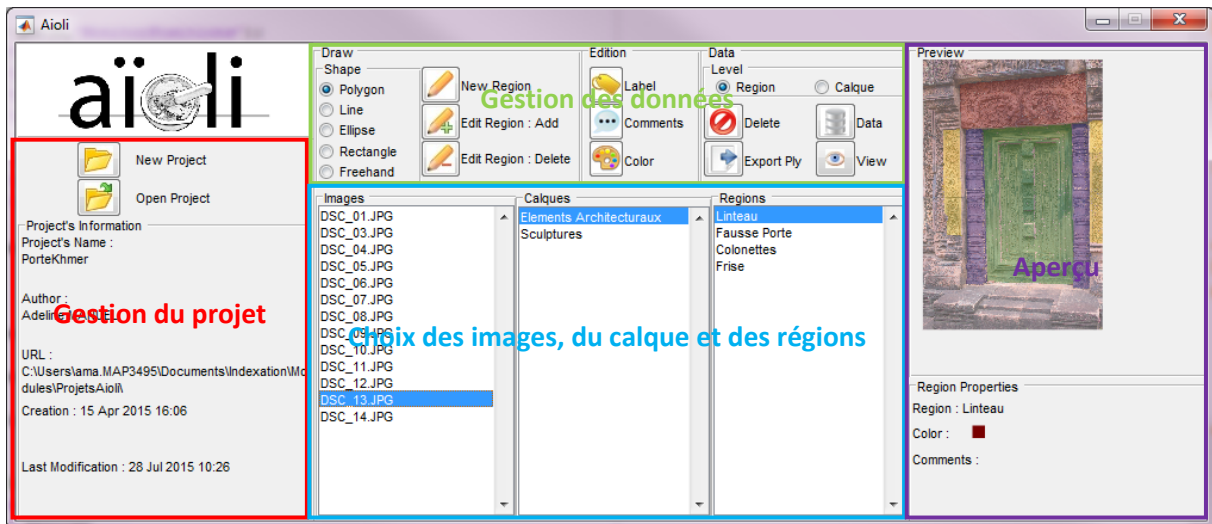 Aioli
aïoli
New Project
Open Project
Project's Information
Project's Name :
PorteKhmer
Author :
Adeline
URL :
C:\Users\ama.MAP3495\Documents\Indexation\Mo
dules\ProjetsAioli\
Creation : 15 Apr 2015 16:06
Last Modification : 28 Jul 2015 10:26
Gestion du projet
Draw
Shape
Polygon
Line
Ellipse
Rectangle
Freehand
New Region
Edit Region : Add
Edit Region : Delete
Edition
Label
Comments
Color
Data
Level
Region
Calque
Delete
Data
Export Ply
View
Gestion des données
Images
DSC_01.JPG
DSC_03.JPG
DSC_04.JPG
DSC_05.JPG
DSC_06.JPG
DSC_07.JPG
DSC_08.JPG
DSC_09.JPG
DSC_10.JPG
DSC_11.JPG
DSC_12.JPG
DSC_13.JPG
DSC_14.JPG
Calques
Elements Architecturaux
Sculptures
Regions
Linteau
Fausse Porte
Colonettes
Frise
Choix des images, du calque et des régions
Preview
Aperçu
Region Properties
Region : Linteau
Color :
Comments :